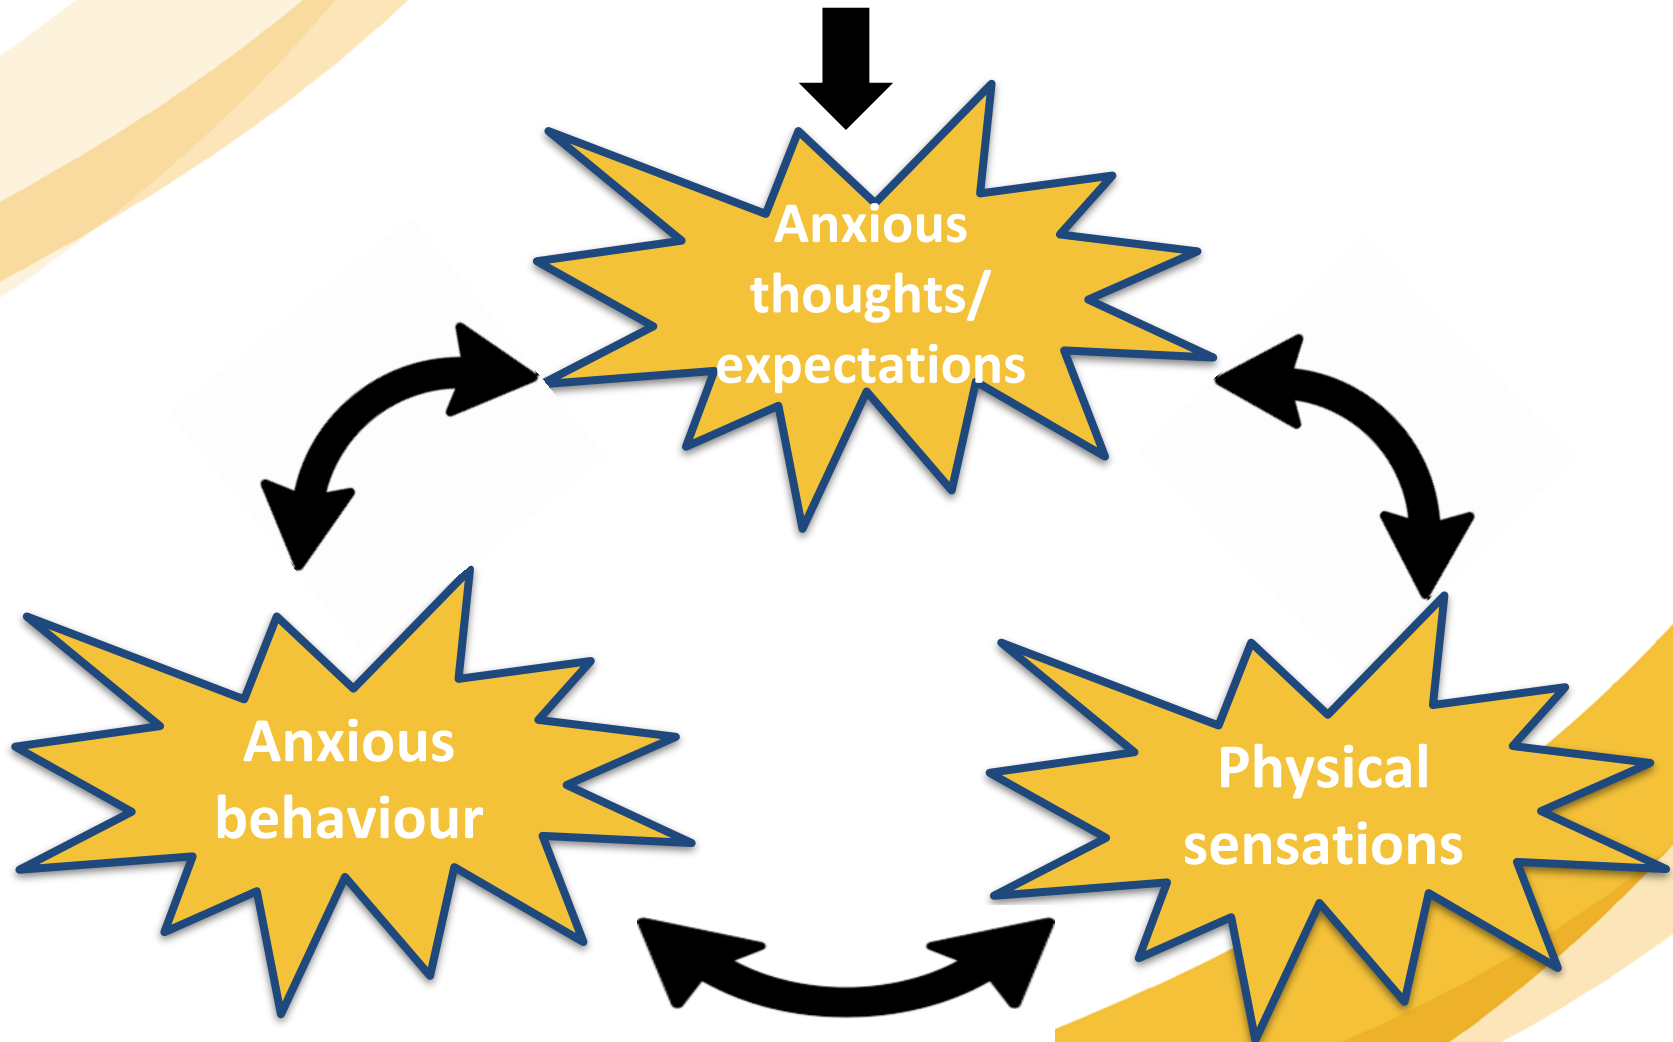 Anxious
thoughts/
expectations
Anxious
behaviour
Physical
sensations